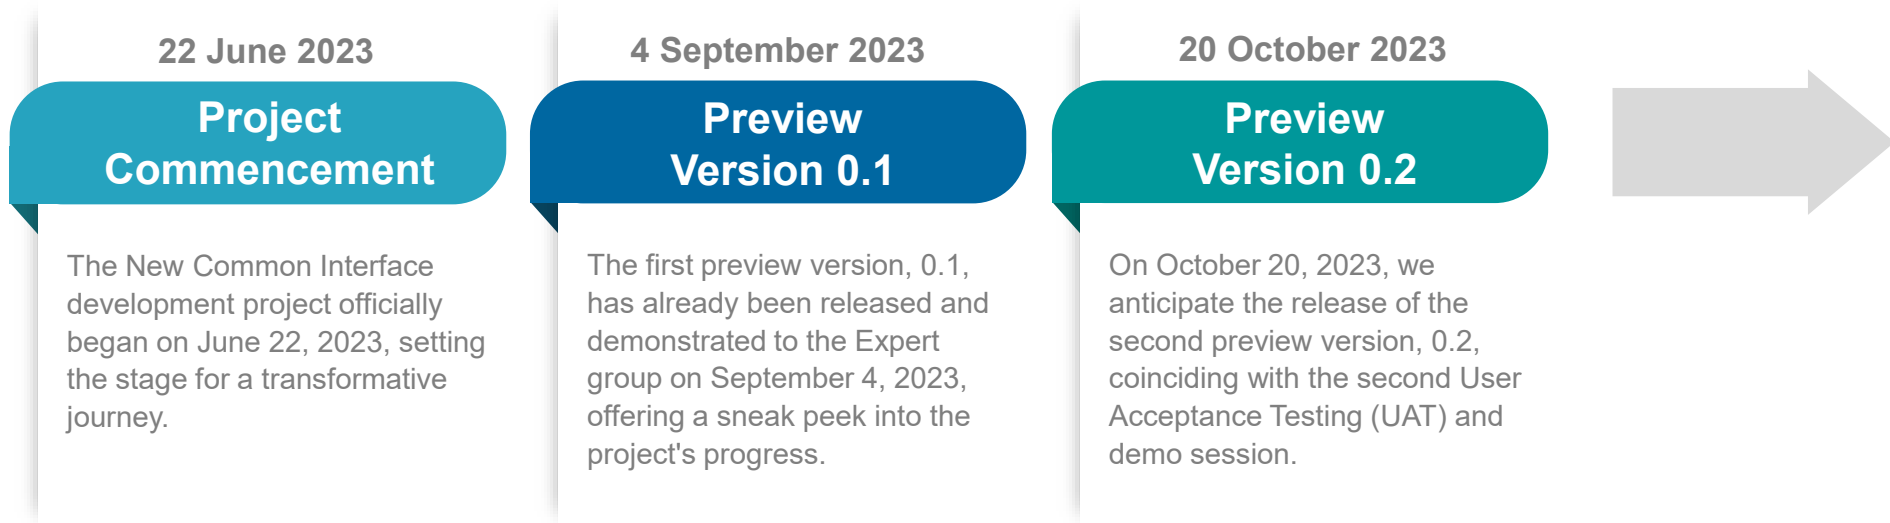 22 June 2023
Project
Commencement
The New Common Interface
development project officially
began on June 22, 2023, setting
the stage for a transformative
journey.
4 September 2023
Preview
Version 0.1
The first preview version, 0.1,
has already been released and
demonstrated to the Expert
group on September 4, 2023,
offering a sneak peek into the
project's progress.
20 October 2023
Preview
Version 0.2
On October 20, 2023, we
anticipate the release of the
second preview version, 0.2,
coinciding with the second User
Acceptance Testing (UAT) and
demo session.